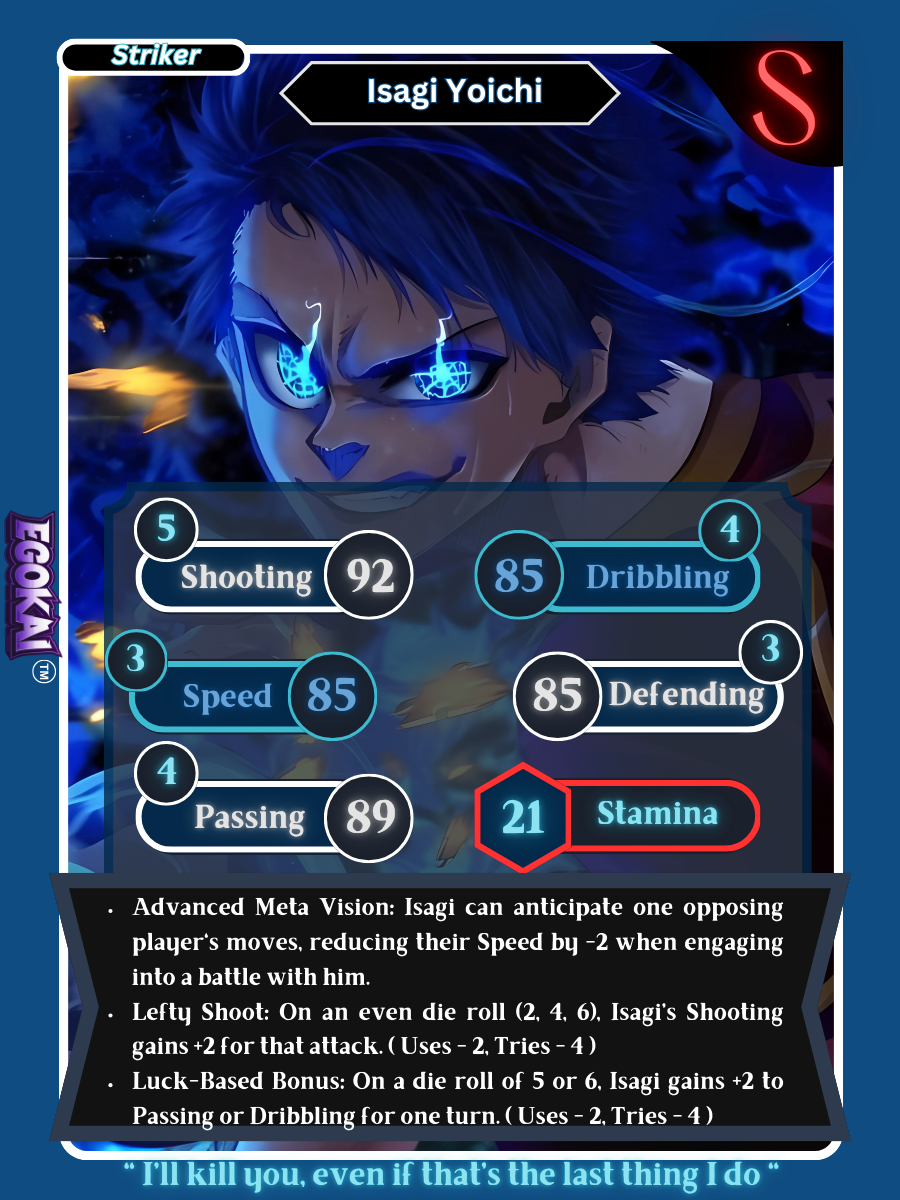 Striker
Isagi Yoichi
S
5
Shooting 92
4
85 Dribbling
3
Speed 85
3
85 Defending
4
Passing 89
21 Stamina
EGOKAI
TM
• Advanced Meta Vision: Isagi can anticipate one opposing
player's moves, reducing their Speed by -2 when engaging
into a battle with him.
• Lefty Shoot: On an even die roll (2, 4, 6), Isagi's Shooting
gains +2 for that attack. ( Uses - 2, Tries - 4 )
• Luck-Based Bonus: On a die roll of 5 or 6, Isagi gains +2 to
Passing or Dribbling for one turn. ( Uses - 2, Tries - 4 )
“ I'll kill you, even if that's the last thing I do “